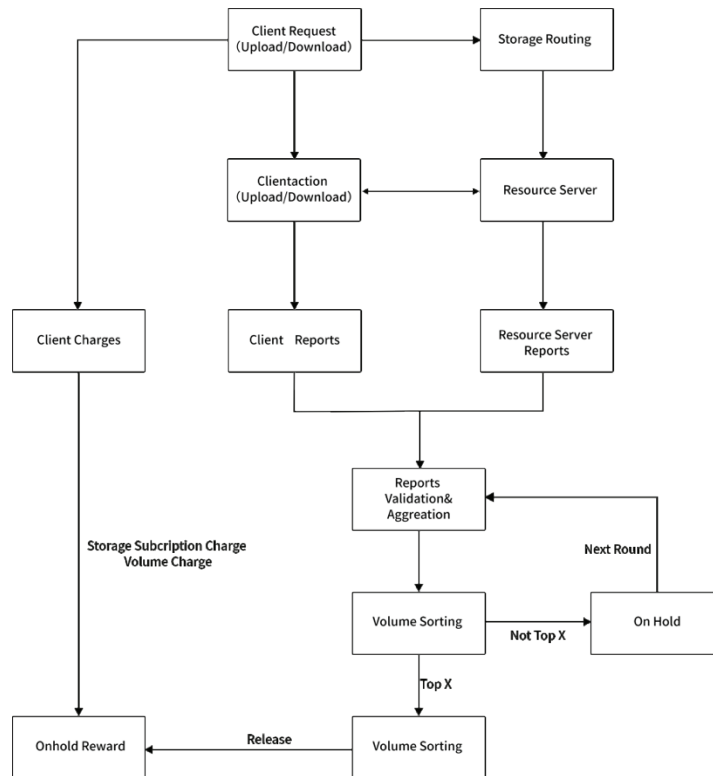 Client Request
(Upload/Download)
Storage Routing
Clientaction
(Upload/Download)
Resource Server
Client Charges
Client Reports
Resource Server
Reports
Reports
Validation&
Aggreation
Next Round
Storage Subcription Charge
Volume Charge
Volume Sorting
Not Top X
On Hold
Top X
Onhold Reward
Release
Volume Sorting